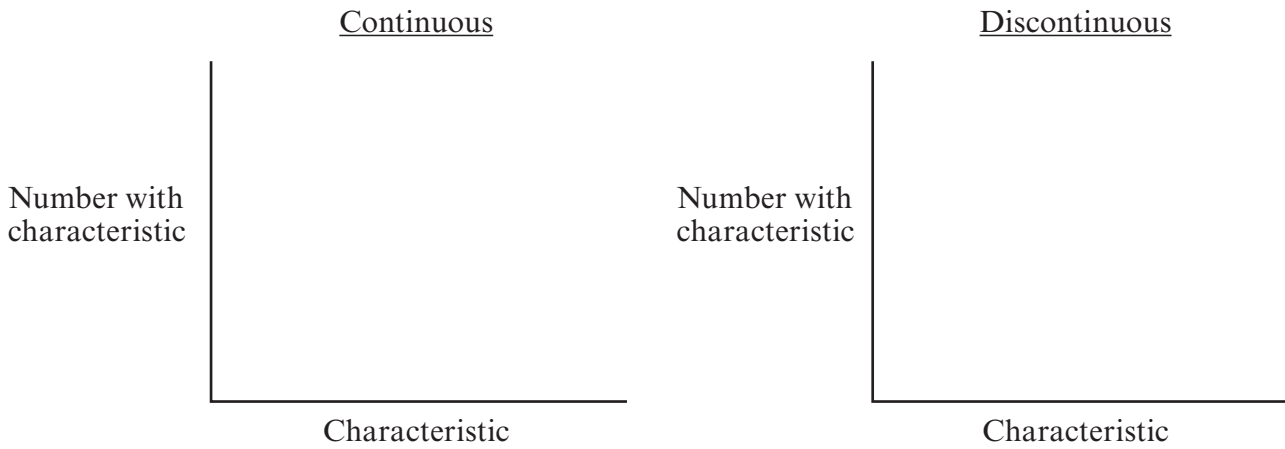 Continuous
Number with
characteristic
Characteristic
Discontinuous
Number with
characteristic
Characteristic